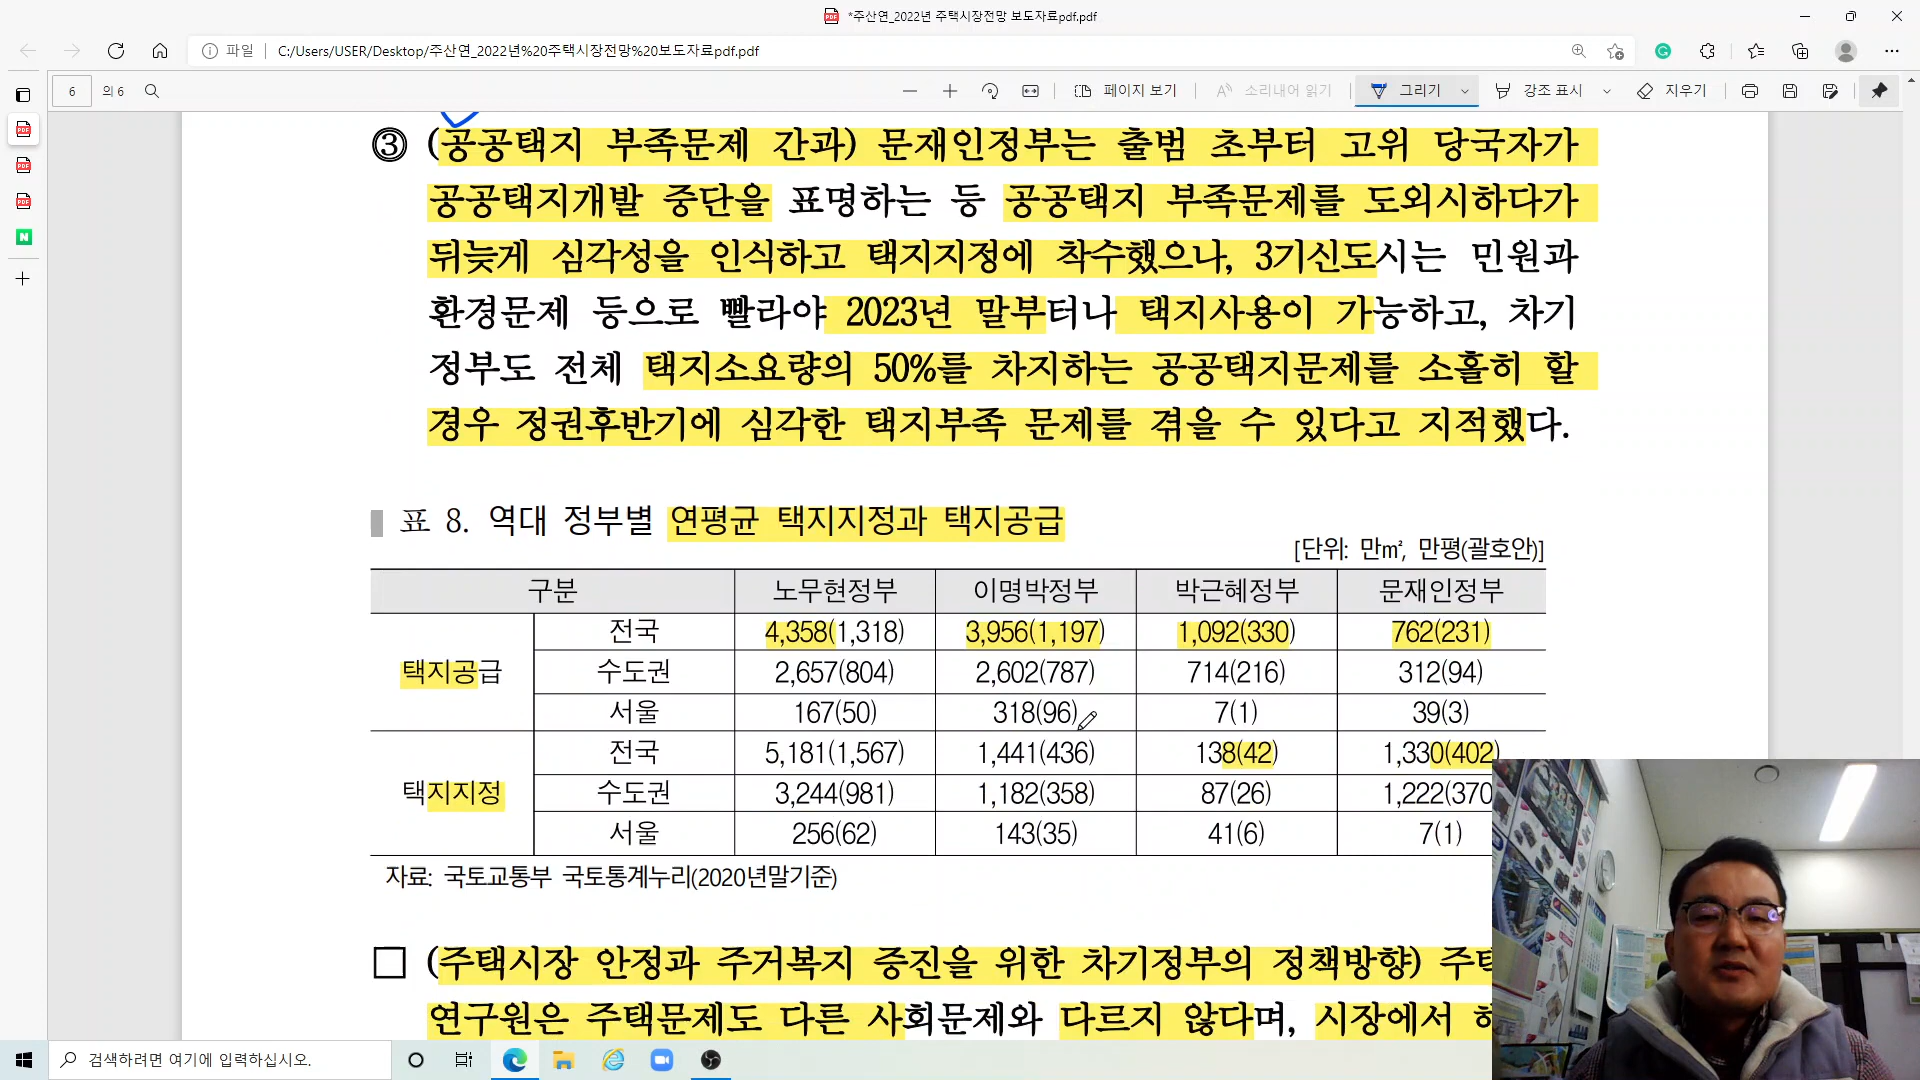 *주산연_2022년 주택시장전망 보도자료pdf.pdf
파일
C:/Users/USER/Desktop/주산연_2022년%20주택시장전망%20보도자료pdf.pdf
6 의 6
페이지 보기
소리내어 읽기
그리기
강조 표시
지우기
③ (공공택지 부족문제 간과) 문재인정부는 출범 초부터 고위 당국자가
공공택지개발 중단을 표명하는 등 공공택지 부족문제를 도외시하다가
뒤늦게 심각성을 인식하고 택지지정에 착수했으나, 3기신도시는 민원과
환경문제 등으로 빨라야 2023년 말부터나 택지사용이 가능하고, 차기
정부도 전체 택지소요량의 50%를 차지하는 공공택지문제를 소홀히 할
경우 정권후반기에 심각한 택지부족 문제를 겪을 수 있다고 지적했다.
표 8. 역대 정부별 연평균 택지지정과 택지공급
[단위: 만㎡, 만평(괄호안)]
구분 노무현정부 이명박정부 박근혜정부 문재인정부
택지공급 전국 4,358(1,318) 3,956(1,197) 1,092(330) 762(231)
수도권 2,657(804) 2,602(787) 714(216) 312(94)
서울 167(50) 318(96) 7(1) 39(3)
택지지정 전국 5,181(1,567) 1,441(436) 138(42) 1,330(402)
수도권 3,244(981) 1,182(358) 87(26) 1,222(370
서울 256(62) 143(35) 41(6) 7(1)
자료: 국토교통부 국토통계누리(2020년말기준)
□ (주택시장 안정과 주거복지 증진을 위한 차기정부의 정책방향)
연구원은 주택문제도 다른 사회문제와 다르지 않다며, 시장에서
검색하려면 여기에 입력하십시오.